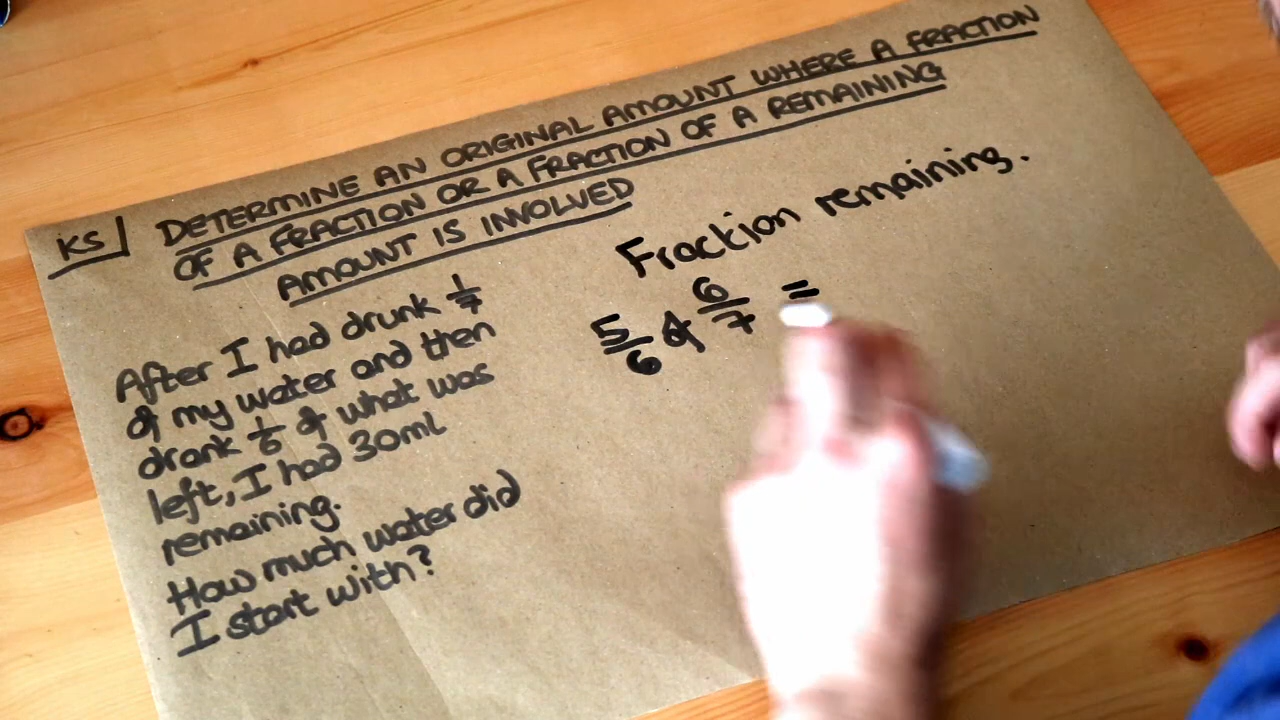 KS
DETERMINE AN ORIGINAL AMOUNT WHERE A FRACTION
OF A FRACTION OR A FRACTION OF A REMAINING
AMOUNT IS INVOLVED
After I had drunk 1/7
of my water and then
drank 1/6 of what was
left, I had 30ml
remaining.
How much water did
I start with?
Fraction remaining.
5/6 of 6/7 =